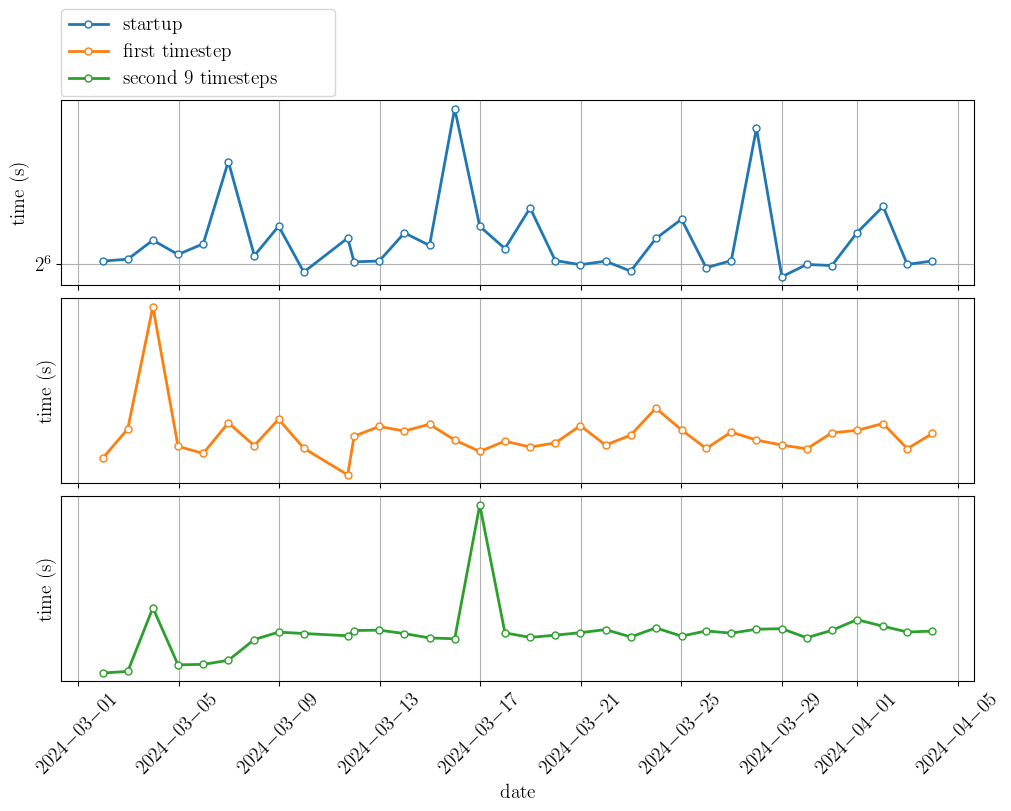 startup
first timestep
second 9 timesteps
time (s)
2⁶
time (s)
time (s)
2024−03−01
2024−03−05
2024−03−09
2024−03−13
2024−03−17
2024−03−21
2024−03−25
2024−03−29
2024−04−01
2024−04−05
date